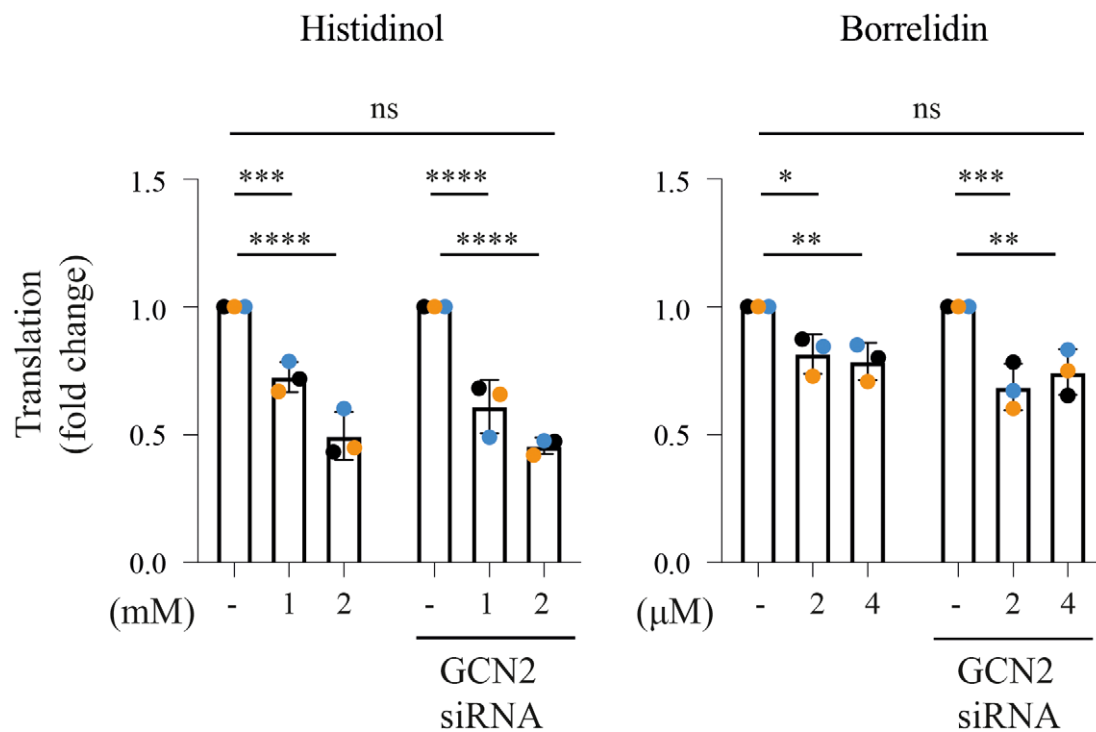 Histidinol
Borrelidin
ns
ns
*** ****
* ***
**** ****
** **
Translation
(fold change)
1.5
1.0
0.5
0.0
1.5
1.0
0.5
0.0
(mM) - 1 2 - 1 2
(μM) - 2 4 - 2 4
GCN2
siRNA
GCN2
siRNA